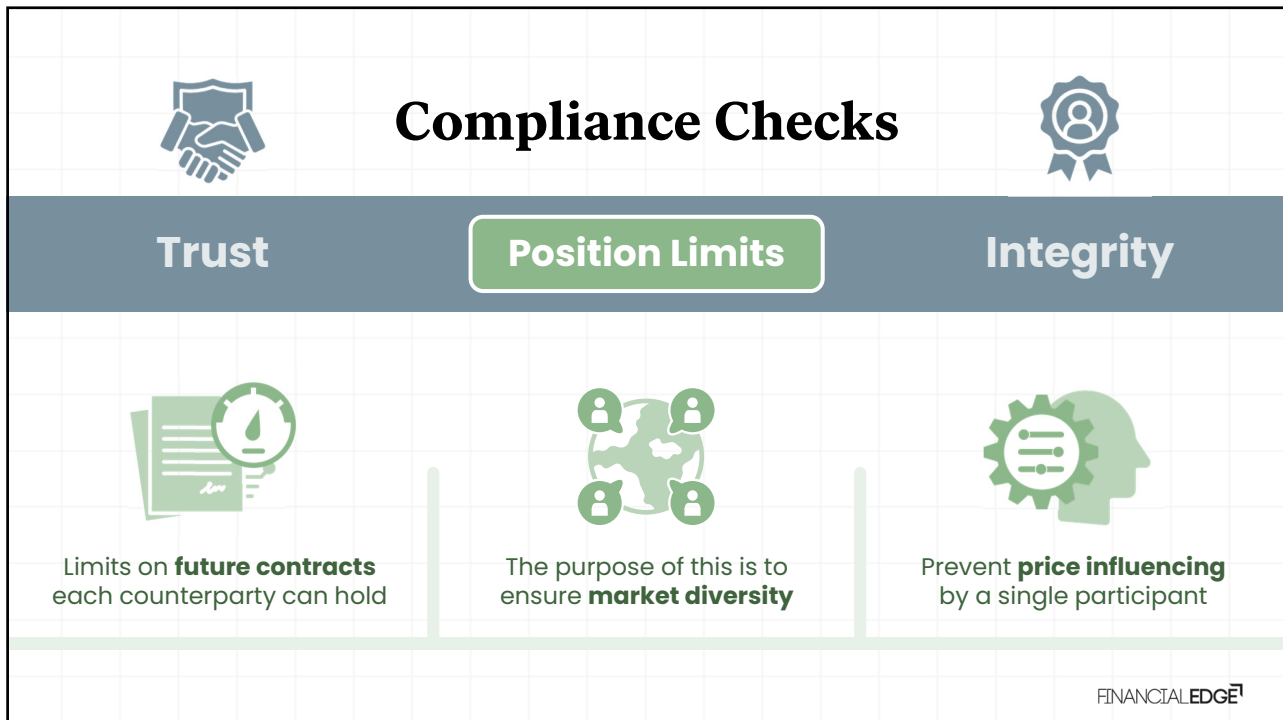 Compliance Checks
Trust
Position Limits
Integrity
Limits on future contracts
each counterparty can hold
The purpose of this is to
ensure market diversity
Prevent price influencing
by a single participant
FINANCIALEDGE